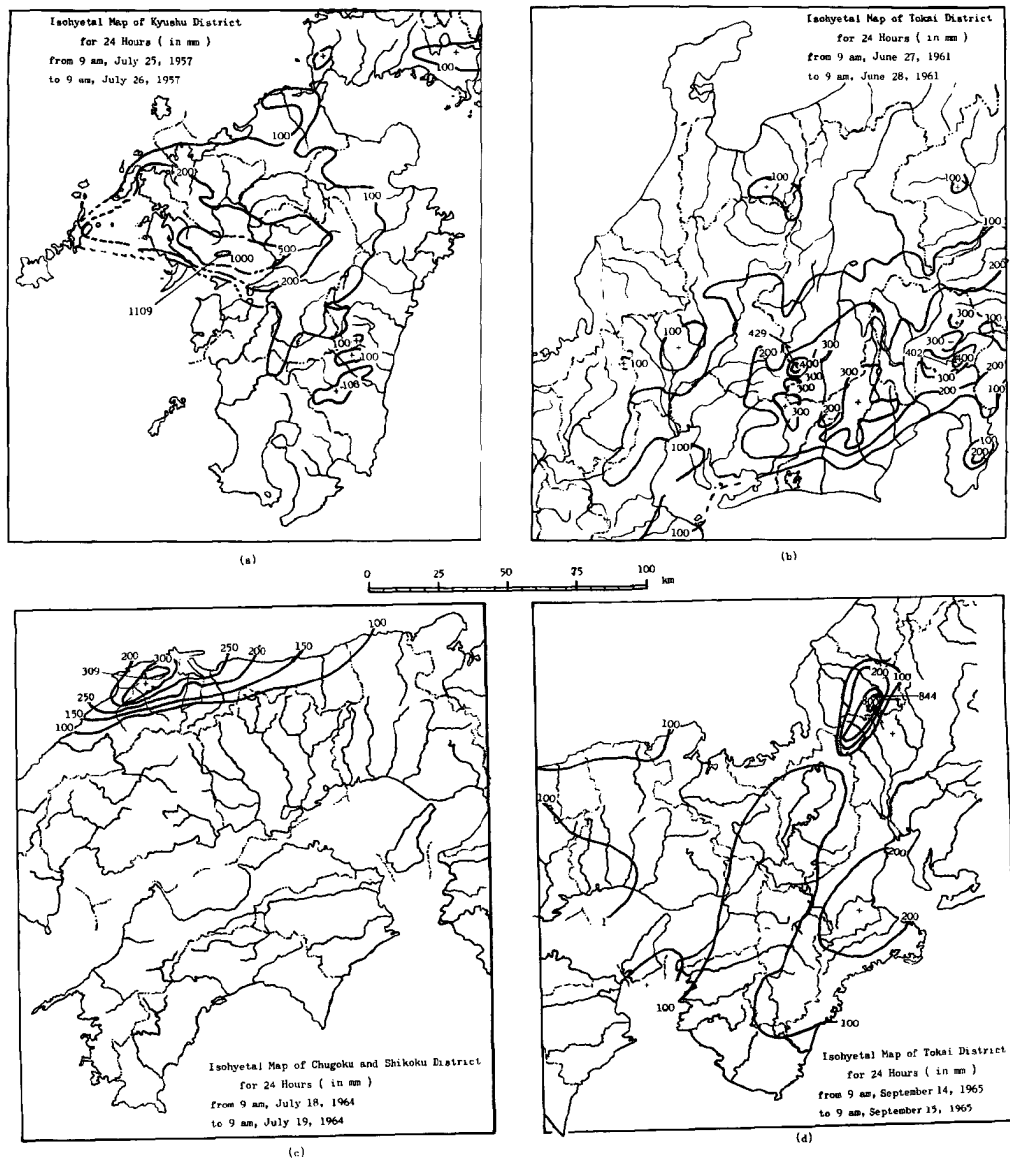 Isohyetal Map of Kyushu District
for 24 Hours ( in mm )
from 9 am, July 25, 1957
to 9 am, July 26, 1957
100
100
200
100
500
1000
200
1109
100
100
100
(a)
Isohyetal Map of Tokai District
for 24 Hours ( in mm )
from 9 am, June 27, 1961
to 9 am, June 28, 1961
100
100
100
200
300
100
300
100
429
300
402
400
200
400
300
200
300
300
200
100
300
200
100
10
200
100
(b)
0 25 50 75 100
km
100
150
200
250
300
200
309
250
150
100
Isohyetal Map of Chugoku and Shikoku District
for 24 Hours ( in mm )
from 9 am, July 18, 1964
to 9 am, July 19, 1964
(c)
200
100
844
100
100
200
200
100
100
Isohyetal Map of Tokai District
for 24 Hours ( in mm )
from 9 am, September 14, 1965
to 9 am, September 15, 1965
(d)